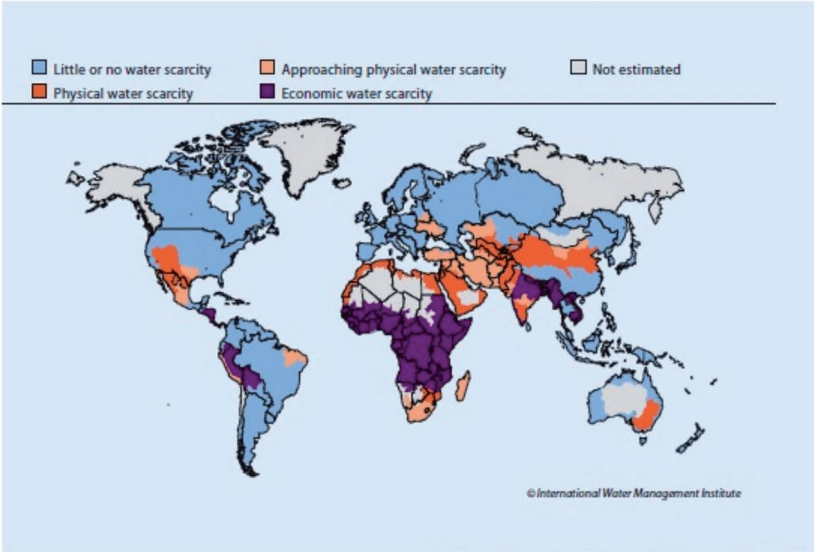 Little or no water scarcity
Approaching physical water scarcity
Not estimated
Physical water scarcity
Economic water scarcity
© International Water Management Institute